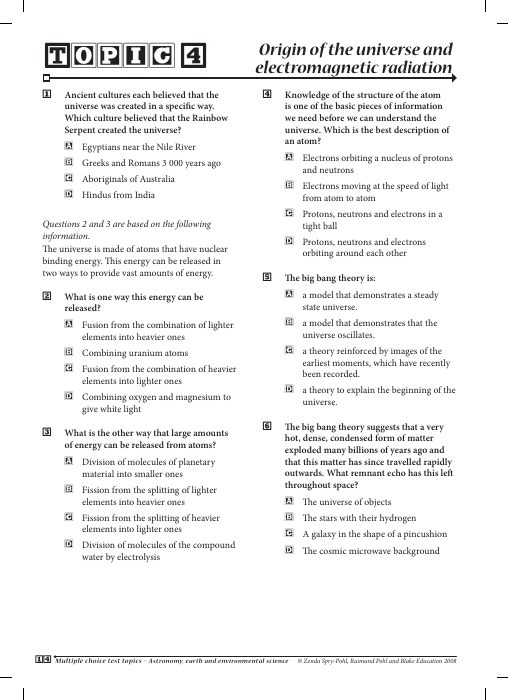 TOPIC 4
Origin of the universe and
electromagnetic radiation
1 Ancient cultures each believed that the
universe was created in a specific way.
Which culture believed that the Rainbow
Serpent created the universe?
A Egyptians near the Nile River
B Greeks and Romans 3 000 years ago
C Aboriginals of Australia
D Hindus from India
Questions 2 and 3 are based on the following
information.
The universe is made of atoms that have nuclear
binding energy. This energy can be released in
two ways to provide vast amounts of energy.
2 What is one way this energy can be
released?
A Fusion from the combination of lighter
elements into heavier ones
B Combining uranium atoms
C Fusion from the combination of heavier
elements into lighter ones
D Combining oxygen and magnesium to
give white light
3 What is the other way that large amounts
of energy can be released from atoms?
A Division of molecules of planetary
material into smaller ones
B Fission from the splitting of lighter
elements into heavier ones
C Fission from the splitting of heavier
elements into lighter ones
D Division of molecules of the compound
water by electrolysis
4 Knowledge of the structure of the atom
is one of the basic pieces of information
we need before we can understand the
universe. Which is the best description of
an atom?
A Electrons orbiting a nucleus of protons
and neutrons
B Electrons moving at the speed of light
from atom to atom
C Protons, neutrons and electrons in a
tight ball
D Protons, neutrons and electrons
orbiting around each other
5 The big bang theory is:
A a model that demonstrates a steady
state universe.
B a model that demonstrates that the
universe oscillates.
C a theory reinforced by images of the
earliest moments, which have recently
been recorded.
D a theory to explain the beginning of the
universe.
6 The big bang theory suggests that a very
hot, dense, condensed form of matter
exploded many billions of years ago and
that this matter has since travelled rapidly
outwards. What remnant echo has this left
throughout space?
A The universe of objects
B The stars with their hydrogen
C A galaxy in the shape of a pincushion
D The cosmic microwave background
14 Multiple choice test topics – Astronomy, earth and environmental science © Zenda Spry-Pohl, Raimund Pohl and Blake Education 2008